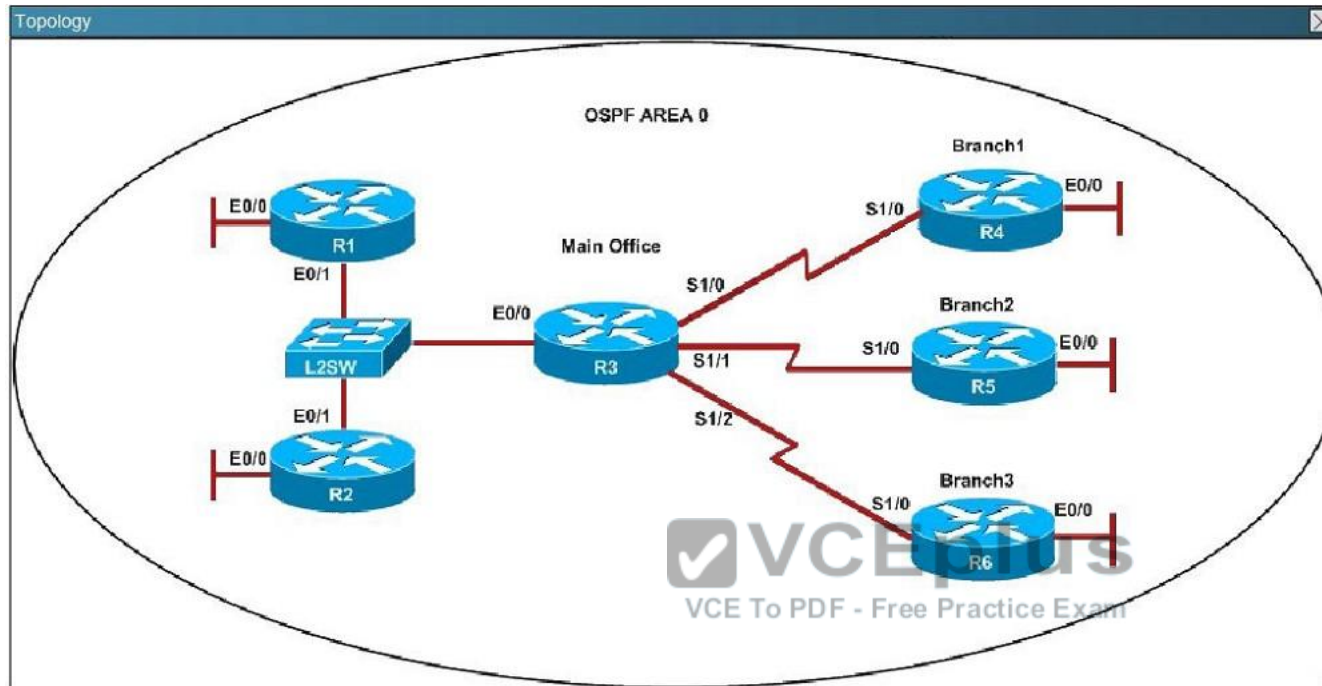 Topology
OSPF AREA 0
Branch1
E0/0
R1
E0/1
S1/0
E0/0
R4
Main Office
S1/0
E0/0
R3
L2SW
Branch2
S1/0
E0/0
S1/1
R5
S1/2
E0/1
E0/0
R2
Branch3
S1/0
E0/0
R6
VCEplus
VCE To PDF - Free Practice Exam